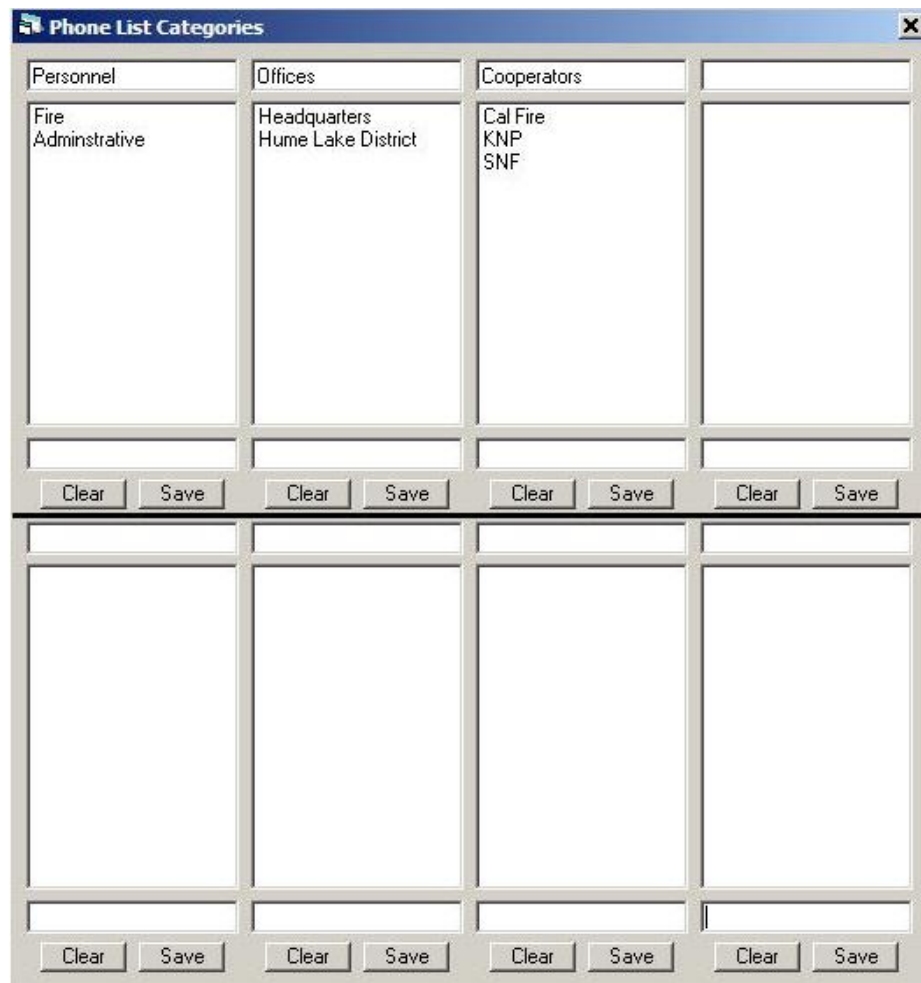 Phone List Categories
Personnel
Offices
Cooperators
Fire
Adminstrative
Headquarters
Hume Lake District
Cal Fire
KNP
SNF
Clear Save Clear Save Clear Save Clear Save
Clear Save Clear Save Clear Save Clear Save